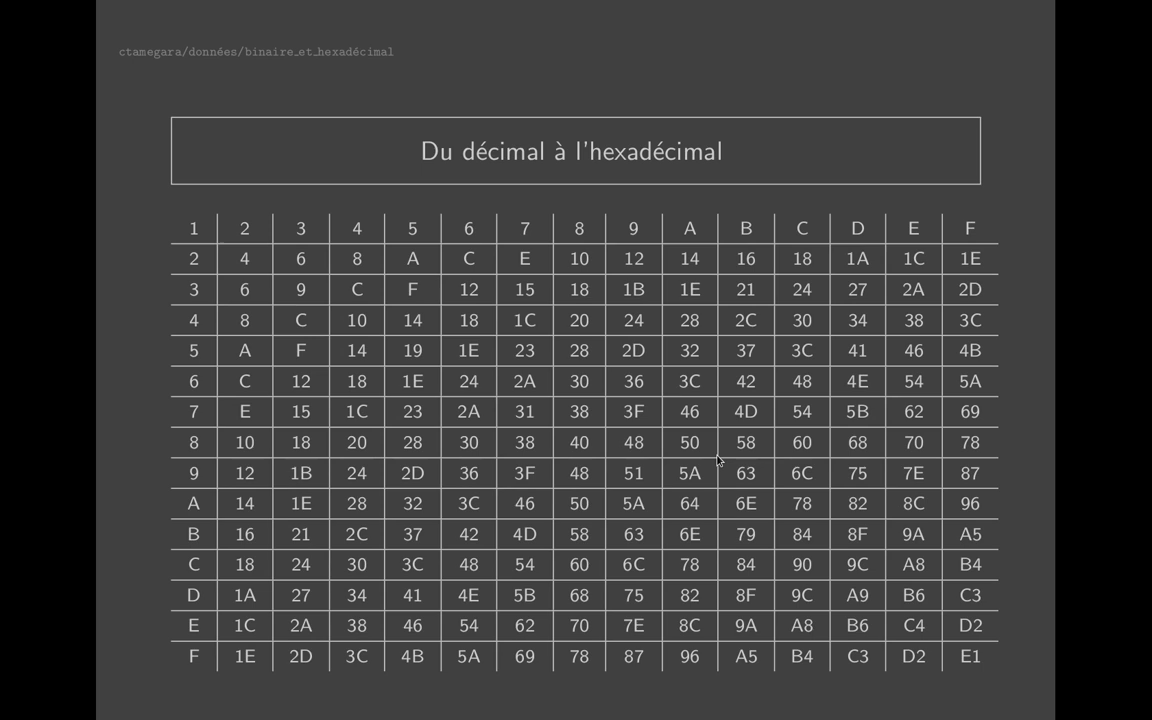 ctamegara/données/binaire_et_hexadécimal
Du décimal à l'hexadécimal
1 2 3 4 5 6 7 8 9 A B C D E F
2 4 6 8 A C E 10 12 14 16 18 1A 1C 1E
3 6 9 C F 12 15 18 1B 1E 21 24 27 2A 2D
4 8 C 10 14 18 1C 20 24 28 2C 30 34 38 3C
5 A F 14 19 1E 23 28 2D 32 37 3C 41 46 4B
6 C 12 18 1E 24 2A 30 36 3C 42 48 4E 54 5A
7 E 15 1C 23 2A 31 38 3F 46 4D 54 5B 62 69
8 10 18 20 28 30 38 40 48 50 58 60 68 70 78
9 12 1B 24 2D 36 3F 48 51 5A 63 6C 75 7E 87
A 14 1E 28 32 3C 46 50 5A 64 6E 78 82 8C 96
B 16 21 2C 37 42 4D 58 63 6E 79 84 8F 9A A5
C 18 24 30 3C 48 54 60 6C 78 84 90 9C A8 B4
D 1A 27 34 41 4E 5B 68 75 82 8F 9C A9 B6 C3
E 1C 2A 38 46 54 62 70 7E 8C 9A A8 B6 C4 D2
F 1E 2D 3C 4B 5A 69 78 87 96 A5 B4 C3 D2 E1